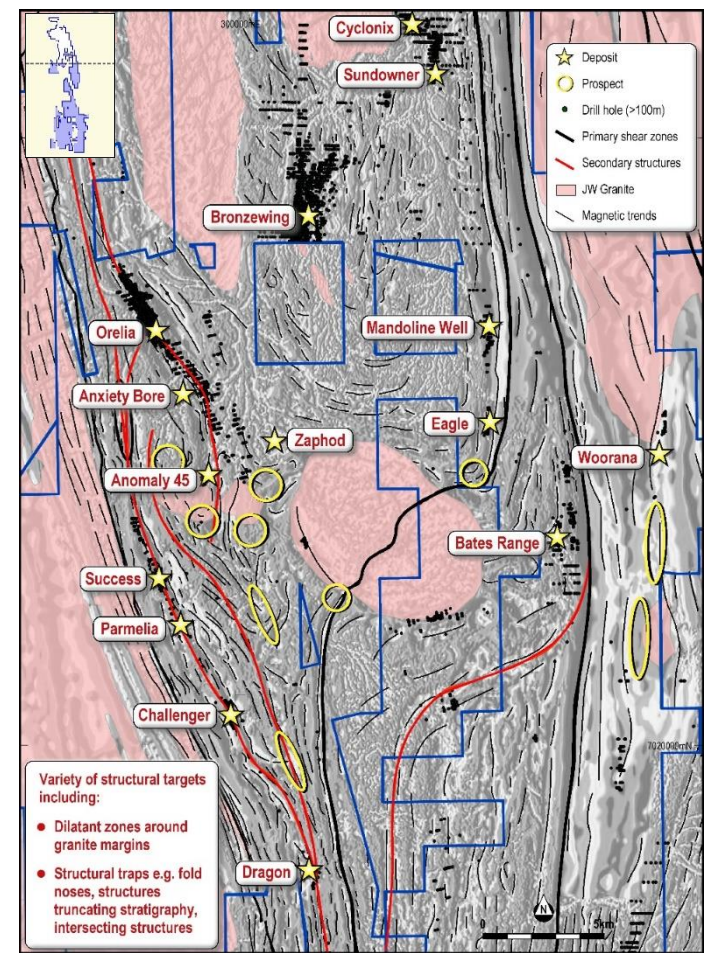 300000mE
Cyclonix
Sundowner
Deposit
Prospect
Drill hole (>100m)
Primary shear zones
Secondary structures
JW Granite
Magnetic trends
Bronzewing
Orelia
Mandoline Well
Anxiety Bore
Eagle
Zaphod
Woorana
Anomaly 45
Bates Range
Success
Parmelia
Challenger
Variety of structural targets
including:
Dilatant zones around
granite margins
Structural traps e.g. fold
noses, structures
truncating stratigraphy,
intersecting structures
Dragon
N
0
5km